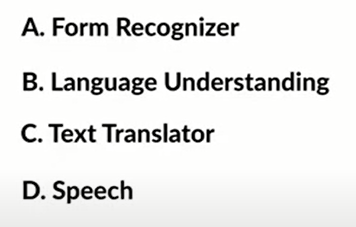 A. Form Recognizer
B. Language Understanding
C. Text Translator
D. Speech